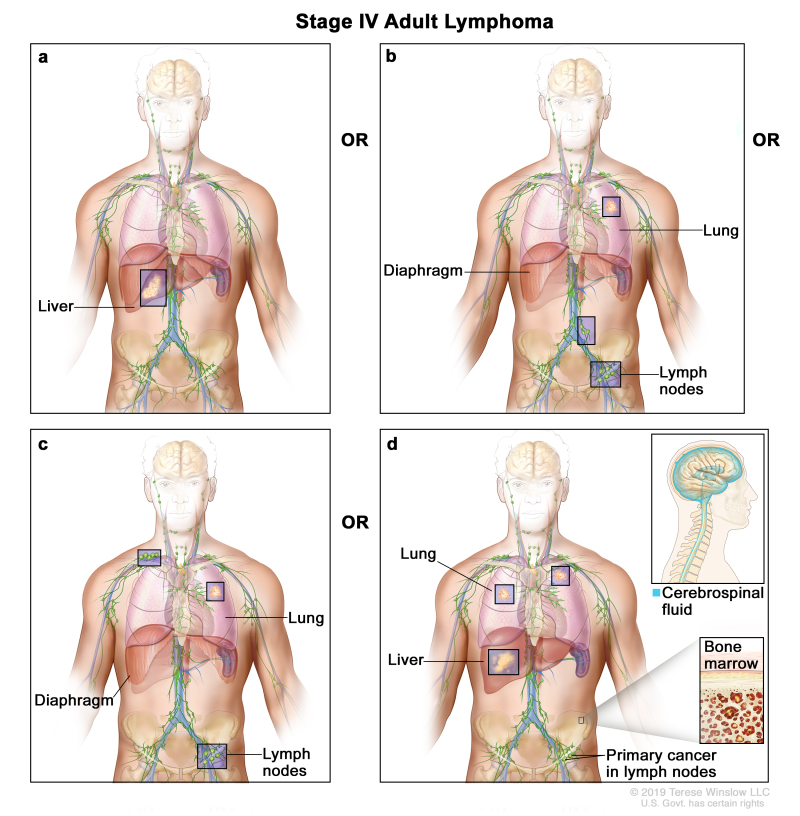 Stage IV Adult Lymphoma
a
Liver
OR
b
Lung
Diaphragm
Lymph
nodes
OR
c
Lung
Diaphragm
Lymph
nodes
OR
d
Lung
Liver
Cerebrospinal
fluid
Bone
marrow
Primary cancer
in lymph nodes
© 2019 Terese Winslow LLC
U.S. Govt. has certain rights